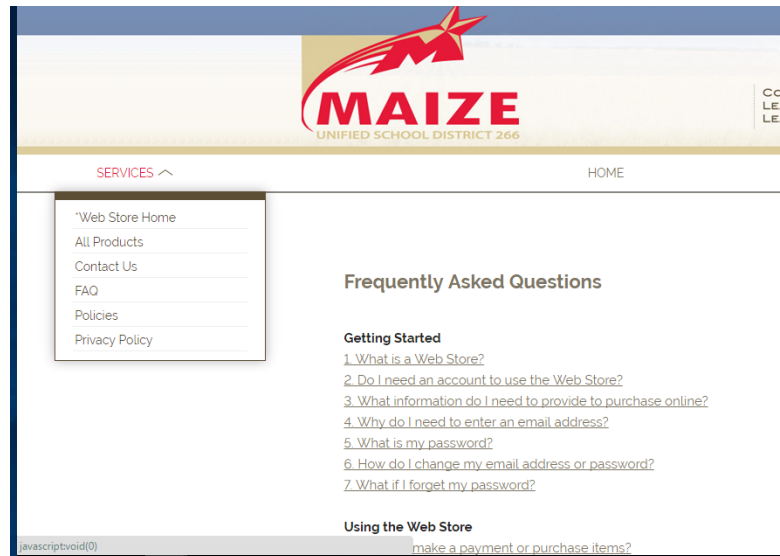 MAIZE
UNIFIED SCHOOL DISTRICT 266
SERVICES
HOME
*Web Store Home
All Products
Contact Us
FAQ
Policies
Privacy Policy
Frequently Asked Questions
Getting Started
1. What is a Web Store?
2. Do I need an account to use the Web Store?
3. What information do I need to provide to purchase online?
4. Why do I need to enter an email address?
5. What is my password?
6. How do I change my email address or password?
7. What if I forget my password?
Using the Web Store
make a payment or purchase items?
javascript:void(0)